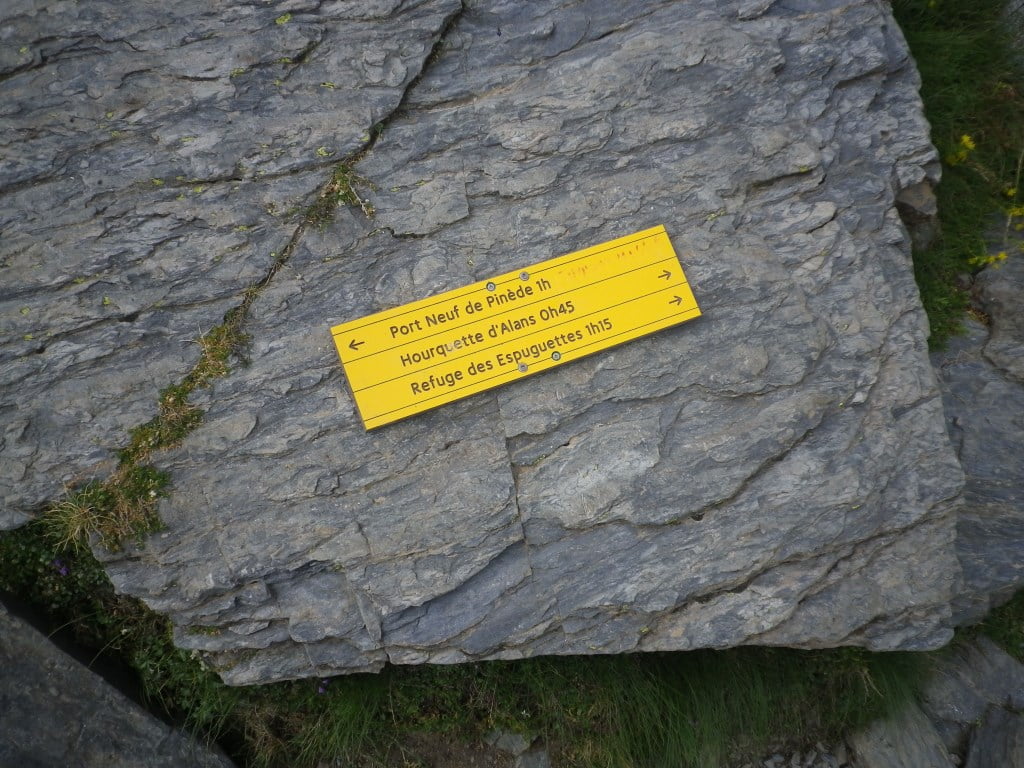 ← Port Neuf de Pinède 1h
Hourquette d'Alans 0h45 →
Refuge des Espuguettes 1h15 →